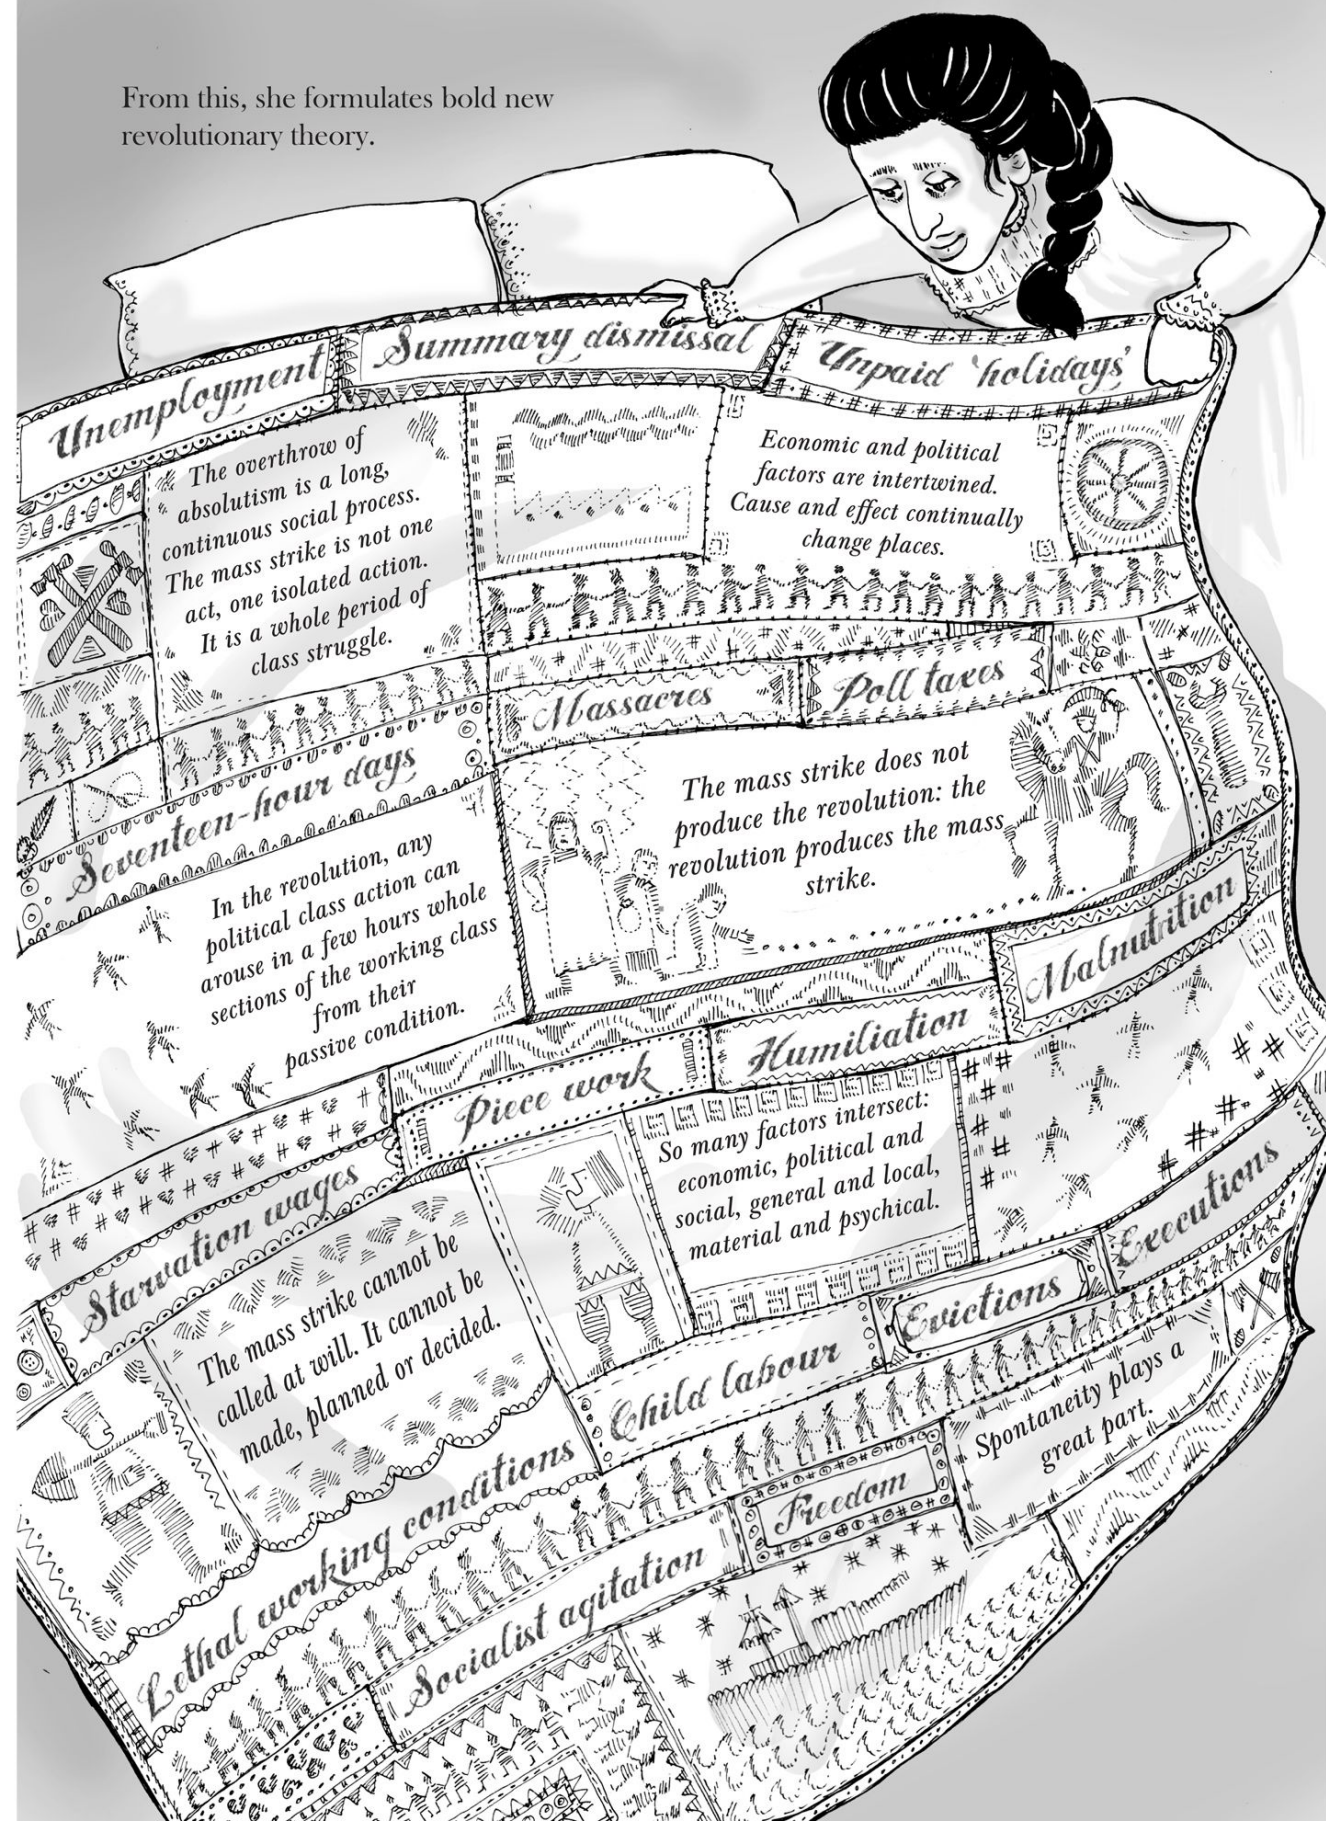 From this, she formulates bold new
revolutionary theory.
Unemployment
Summary dismissal
Unpaid 'holidays'
The overthrow of
absolutism is a long,
continuous social process.
The mass strike is not one
act, one isolated action.
It is a whole period of
class struggle.
Economic and political
factors are intertwined.
Cause and effect continually
change places.
Massacres
Poll taxes
Seventeen-hour days
The mass strike does not
produce the revolution: the
revolution produces the mass
strike.
In the revolution, any
political class action can
arouse in a few hours whole
sections of the working class
from their
passive condition.
Malnutrition
Piece work
Humiliation
So many factors intersect:
economic, political and
social, general and local,
material and psychical.
Starvation wages
Executions
Evictions
The mass strike cannot be
called at will. It cannot be
made, planned or decided.
Child labour
Spontaneity plays a
great part.
Lethal working conditions
Freedom
Socialist agitation